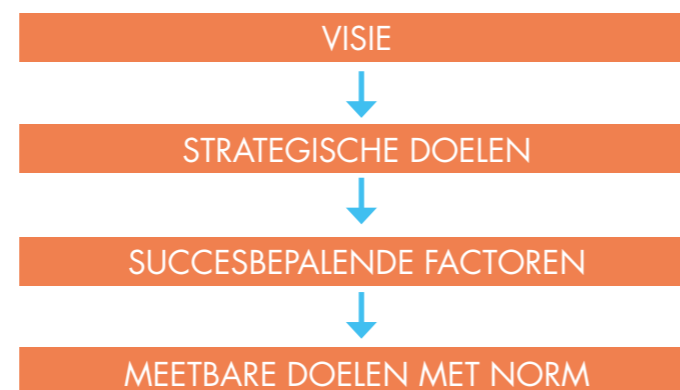 VISIE
STRATEGISCHE DOELEN
SUCCESBEPALENDE FACTOREN
MEETBARE DOELEN MET NORM